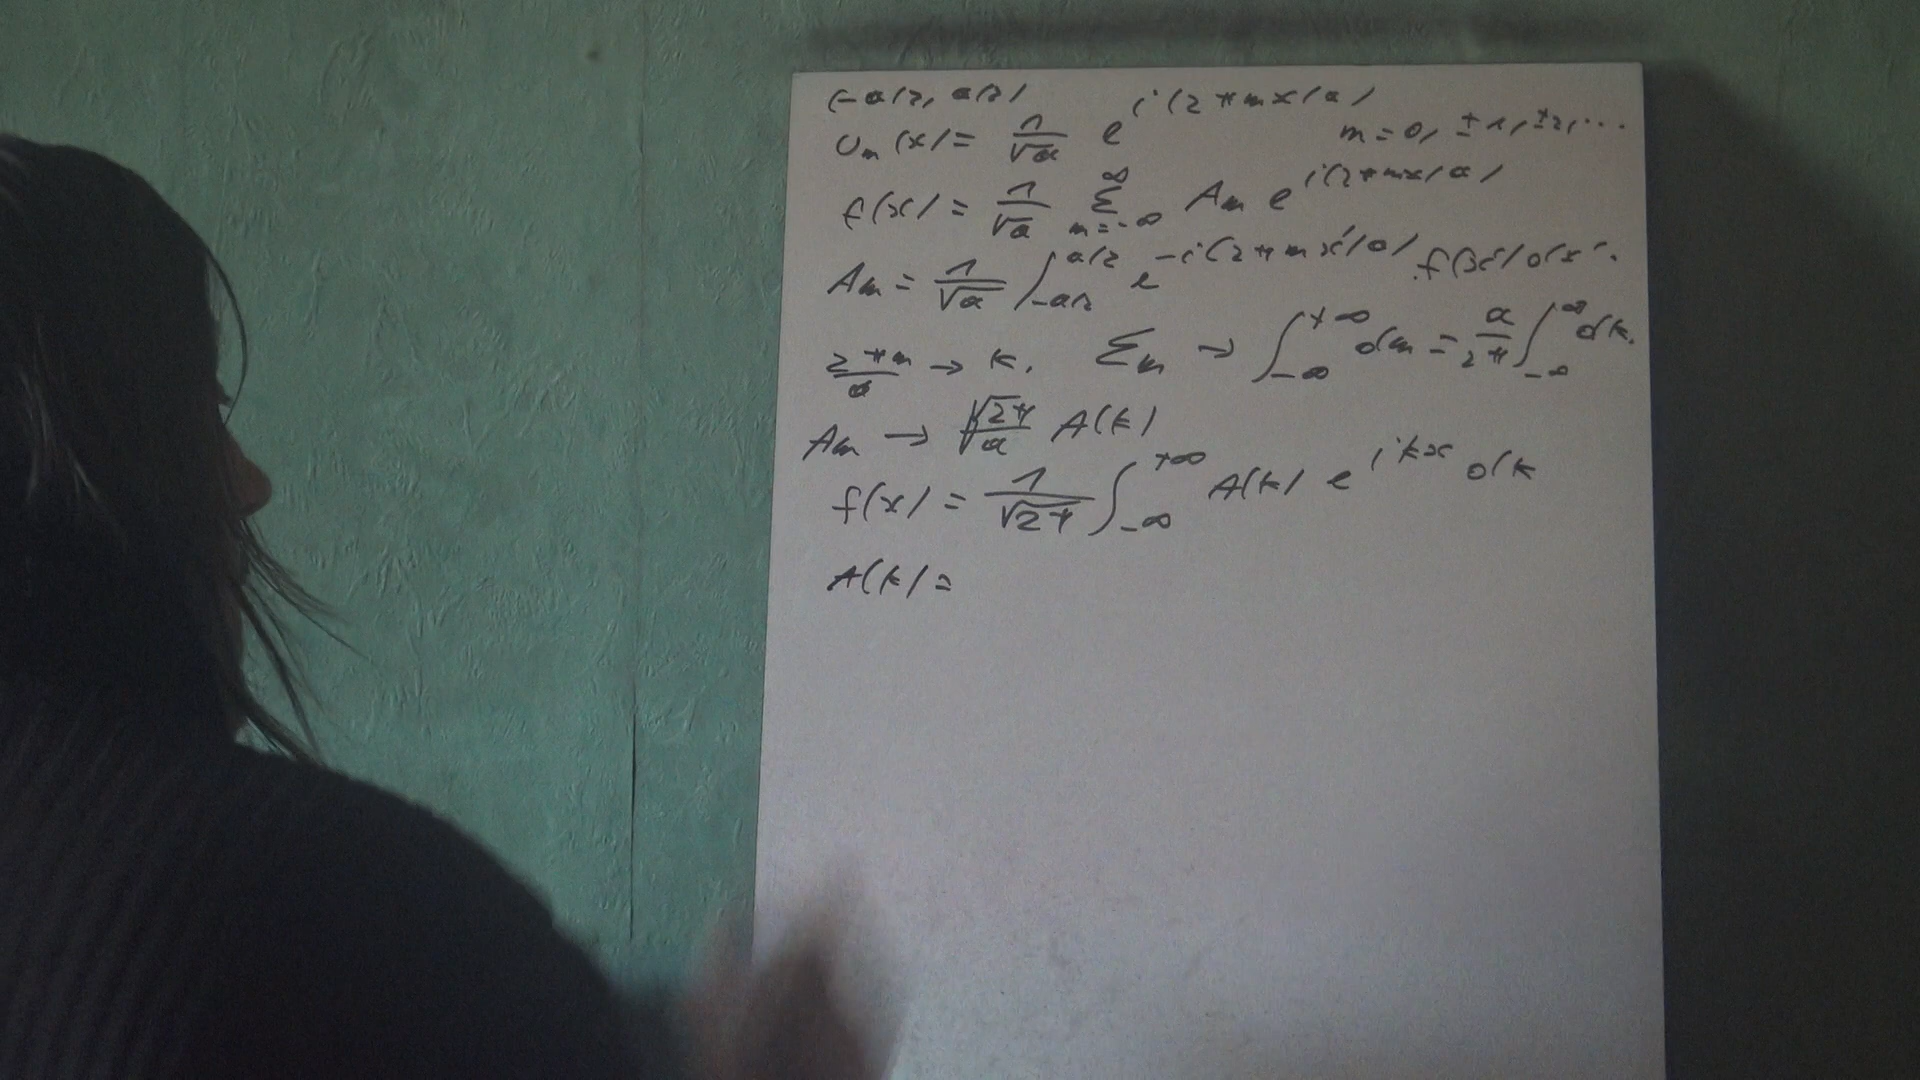 (-a/2, a/2)
U_m(x) = 1/√a e^{i(2πmx/a)} m = 0, ±1, ±2, ...
f(x) = 1/√a Σ_{m=-∞}^{∞} A_m e^{i(2πmx/a)}
A_m = 1/√a ∫_{-a/2}^{a/2} e^{-i(2πmx'/a)} f(x') dx'.
2πm/a → k. Σ_m → ∫_{-∞}^{+∞} dm = a/2π ∫_{-∞}^{∞} dk.
A_m → √(2π/a) A(k)
f(x) = 1/√2π ∫_{-∞}^{+∞} A(k) e^{ikx} dk
A(k) =